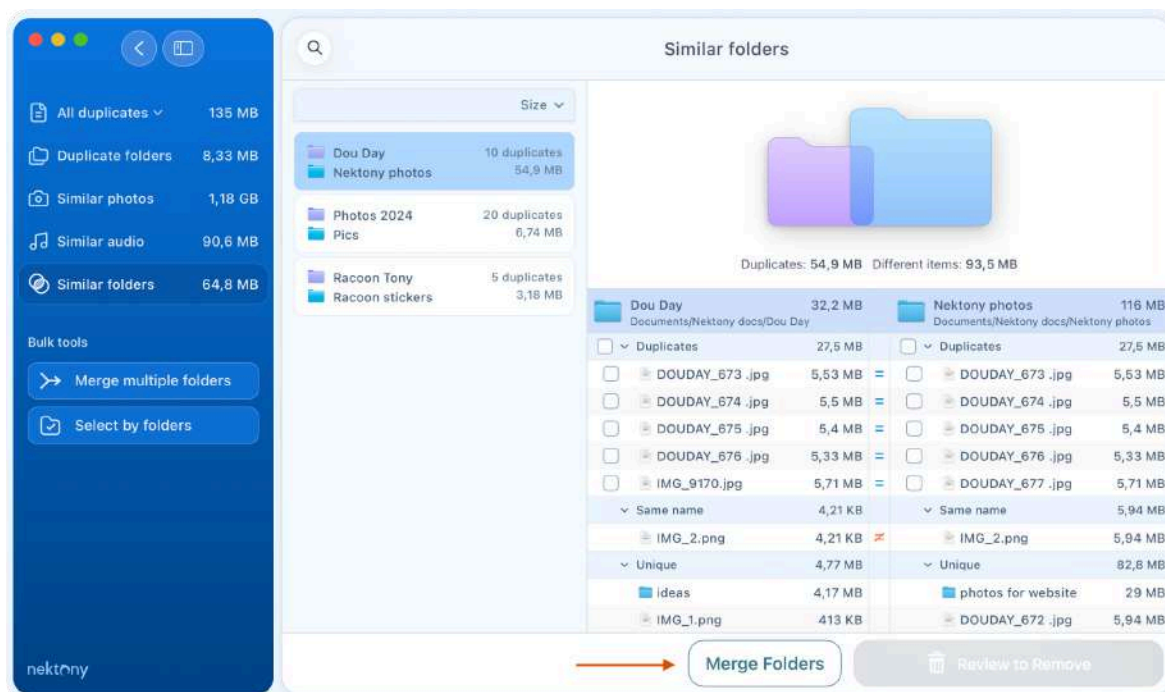 Similar folders
All duplicates 135 MB
Duplicate folders 8,33 MB
Similar photos 1,18 GB
Similar audio 90,6 MB
Similar folders 64,8 MB
Bulk tools
Merge multiple folders
Select by folders
nektony
Size
Dou Day 10 duplicates
Nektony photos 54,9 MB
Photos 2024 20 duplicates
Pics 6,74 MB
Racoon Tony 5 duplicates
Racoon stickers 3,18 MB
Duplicates: 54,9 MB Different items: 93,5 MB
Dou Day 32,2 MB Nektony photos 116 MB
Documents/Nektony docs/Dou Day Documents/Nektony docs/Nektony photos
Duplicates 27,5 MB Duplicates 27,5 MB
DOUDAY_673 .jpg 5,53 MB = DOUDAY_673 .jpg 5,53 MB
DOUDAY_674 .jpg 5,5 MB = DOUDAY_674 .jpg 5,5 MB
DOUDAY_675 .jpg 5,4 MB = DOUDAY_675 .jpg 5,4 MB
DOUDAY_676 .jpg 5,33 MB = DOUDAY_676 .jpg 5,33 MB
IMG_9170.jpg 5,71 MB = DOUDAY_677 .jpg 5,71 MB
Same name 4,21 KB Same name 5,94 MB
IMG_2.png 4,21 KB ≠ IMG_2.png 5,94 MB
Unique 4,77 MB Unique 82,8 MB
ideas 4,17 MB photos for website 29 MB
IMG_1.png 413 KB DOUDAY_672 .jpg 5,94 MB
Merge Folders Review to Remove